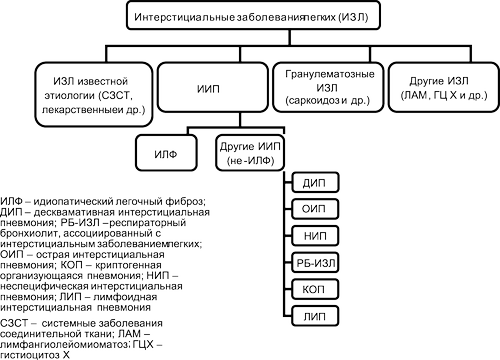 Интерстициальные заболевания легких (ИЗЛ)
ИЗЛ известной
этиологии (СЗСТ,
лекарственные и др.)
ИИП
Гранулематозные
ИЗЛ
(саркоидоз и др.)
Другие ИЗЛ
(ЛАМ, ГЦ Х и др.)
ИЛФ
Другие ИИП
(не -ИЛФ)
ДИП
ОИП
НИП
РБ-ИЗЛ
КОП
ЛИП
ИЛФ – идиопатический легочный фиброз;
ДИП – десквамативная интерстициальная
пневмония; РБ-ИЗЛ –респираторный
бронхиолит, ассоциированный с
интерстициальным заболеванием легких;
ОИП – острая интерстициальная
пневмония; КОП – криптогенная
организующаяся пневмония; НИП –
неспецифическая интерстициальная
пневмония; ЛИП – лимфоидная
интерстициальная пневмония
СЗСТ – системные заболевания
соединительной ткани; ЛАМ –
лимфангиолейомиоматоз; ГЦХ –
гистиоцитоз Х